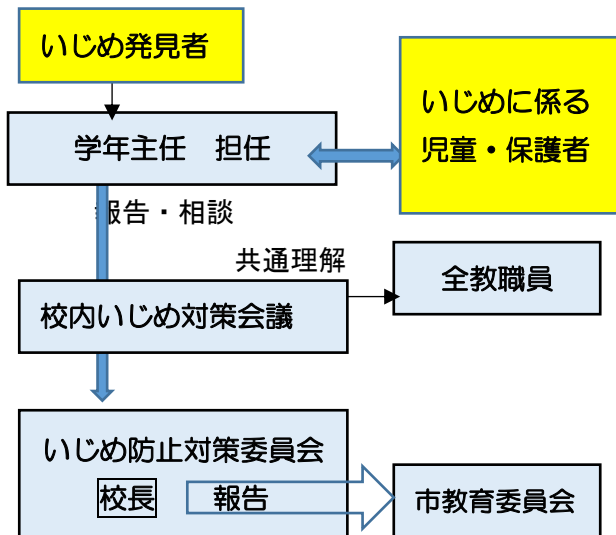 いじめ発見者
いじめに係る
児童・保護者
学年主任　担任
報告・相談
共通理解
全教職員
校内いじめ対策会議
いじめ防止対策委員会
校長
報告
市教育委員会